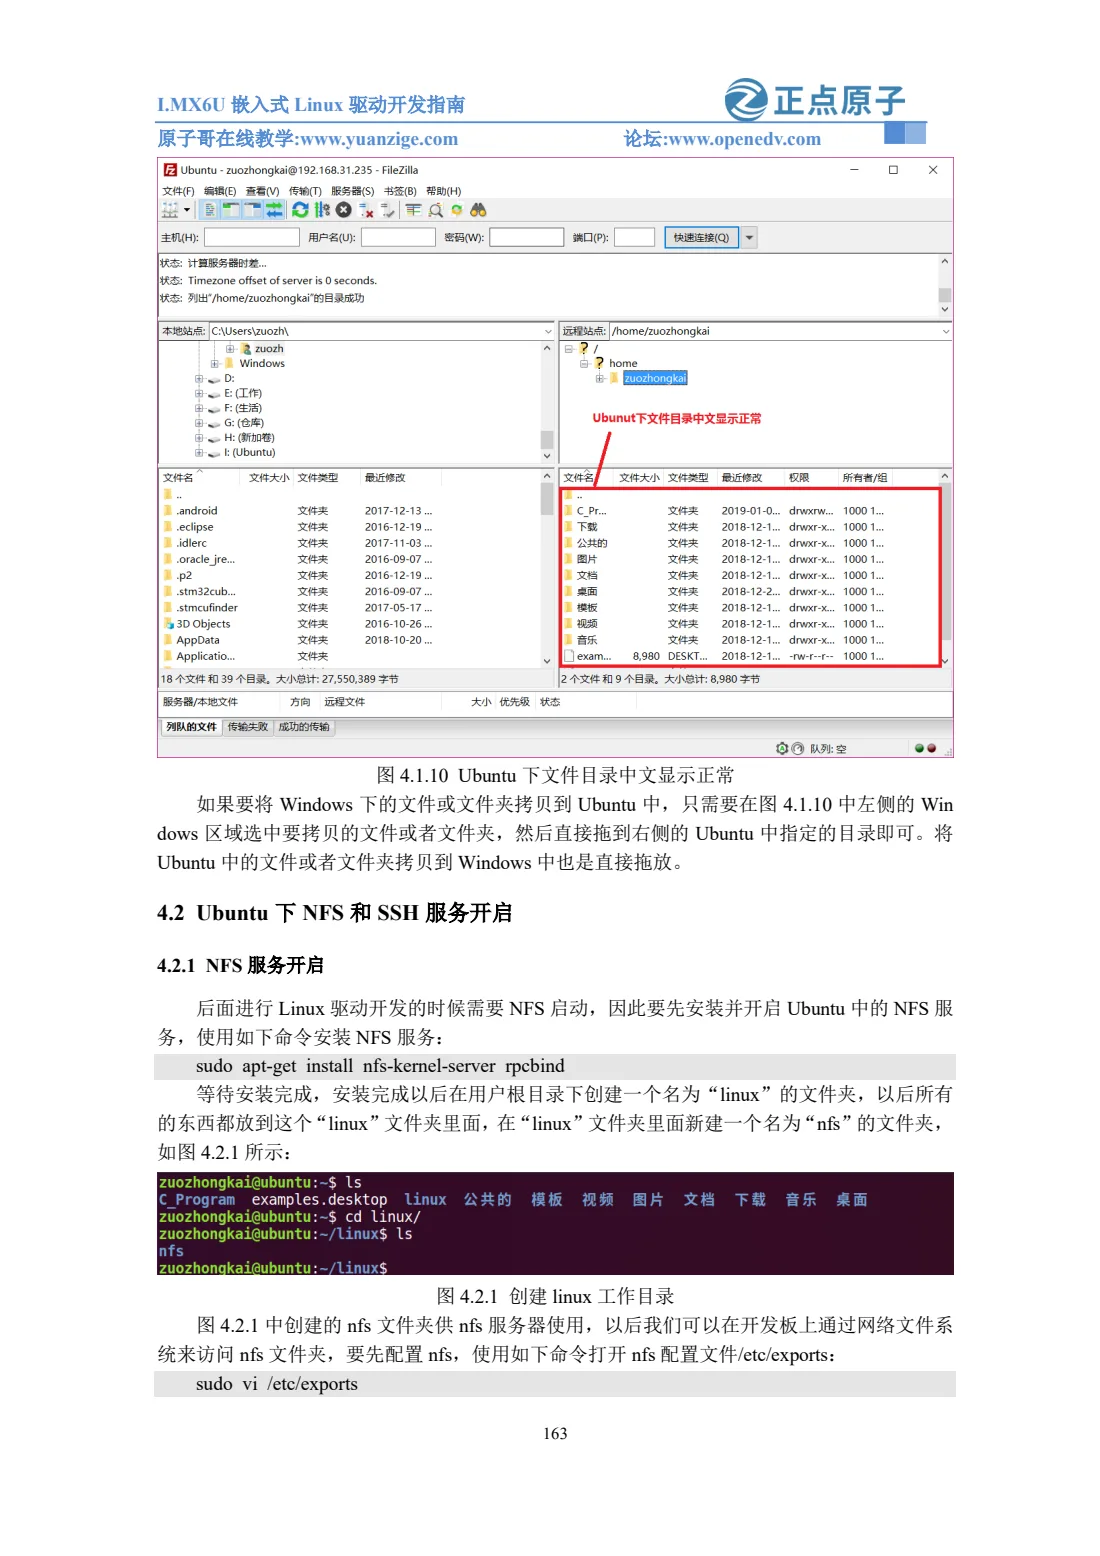 I.MX6U 嵌入式 Linux 驱动开发指南
正点原子
原子哥在线教学:www.yuanzige.com 论坛:www.openedv.com
Ubuntu - zuozhongkai@192.168.31.235 - FileZilla
文件(F) 编辑(E) 查看(V) 传输(T) 服务器(S) 书签(B) 帮助(H)
主机(H): 用户名(U): 密码(W): 端口(P): 快速连接(Q)
状态: 计算服务器时差...
状态: Timezone offset of server is 0 seconds.
状态: 列出"/home/zuozhongkai"的目录成功
本地站点: C:\Users\zuozh\
zuozh
Windows
D:
E: (工作)
F: (生活)
G: (仓库)
H: (新加卷)
I: (Ubuntu)
远程站点: /home/zuozhongkai
/
home
zuozhongkai
Ubunut下文件目录中文显示正常
文件名 文件大小 文件类型 最近修改
..
.android 文件夹 2017-12-13 ...
.eclipse 文件夹 2016-12-19 ...
.idlerc 文件夹 2017-11-03 ...
.oracle_jre... 文件夹 2016-09-07 ...
.p2 文件夹 2016-12-19 ...
.stm32cub... 文件夹 2016-09-07 ...
.stmcufinder 文件夹 2017-05-17 ...
3D Objects 文件夹 2016-10-26 ...
AppData 文件夹 2018-10-20 ...
Applicatio... 文件夹
18 个文件 和 39 个目录。大小总计: 27,550,389 字节
文件名 文件大小 文件类型 最近修改 权限 所有者/组
..
C_Pr... 文件夹 2019-01-0... drwxrw... 1000 1...
下载 文件夹 2018-12-1... drwxr-x... 1000 1...
公共的 文件夹 2018-12-1... drwxr-x... 1000 1...
图片 文件夹 2018-12-1... drwxr-x... 1000 1...
文档 文件夹 2018-12-1... drwxr-x... 1000 1...
桌面 文件夹 2018-12-2... drwxr-x... 1000 1...
模板 文件夹 2018-12-1... drwxr-x... 1000 1...
视频 文件夹 2018-12-1... drwxr-x... 1000 1...
音乐 文件夹 2018-12-1... drwxr-x... 1000 1...
exam... 8,980 DESKT... 2018-12-1... -rw-r--r-- 1000 1...
2 个文件 和 9 个目录。大小总计: 8,980 字节
服务器/本地文件 方向 远程文件 大小 优先级 状态
列队的文件 传输失败 成功的传输
队列: 空
图 4.1.10 Ubuntu 下文件目录中文显示正常
如果要将 Windows 下的文件或文件夹拷贝到 Ubuntu 中，只需要在图 4.1.10 中左侧的 Win
dows 区域选中要拷贝的文件或者文件夹，然后直接拖到右侧的 Ubuntu 中指定的目录即可。将
Ubuntu 中的文件或者文件夹拷贝到 Windows 中也是直接拖放。
4.2 Ubuntu 下 NFS 和 SSH 服务开启
4.2.1 NFS 服务开启
后面进行 Linux 驱动开发的时候需要 NFS 启动，因此要先安装并开启 Ubuntu 中的 NFS 服
务，使用如下命令安装 NFS 服务：
sudo apt-get install nfs-kernel-server rpcbind
等待安装完成，安装完成以后在用户根目录下创建一个名为“linux”的文件夹，以后所有
的东西都放到这个“linux”文件夹里面，在“linux”文件夹里面新建一个名为“nfs”的文件夹，
如图 4.2.1 所示：
zuozhongkai@ubuntu:~$ ls
C_Program examples.desktop linux 公共的 模板 视频 图片 文档 下载 音乐 桌面
zuozhongkai@ubuntu:~$ cd linux/
zuozhongkai@ubuntu:~/linux$ ls
nfs
zuozhongkai@ubuntu:~/linux$
图 4.2.1 创建 linux 工作目录
图 4.2.1 中创建的 nfs 文件夹供 nfs 服务器使用，以后我们可以在开发板上通过网络文件系
统来访问 nfs 文件夹，要先配置 nfs，使用如下命令打开 nfs 配置文件/etc/exports：
sudo vi /etc/exports
163